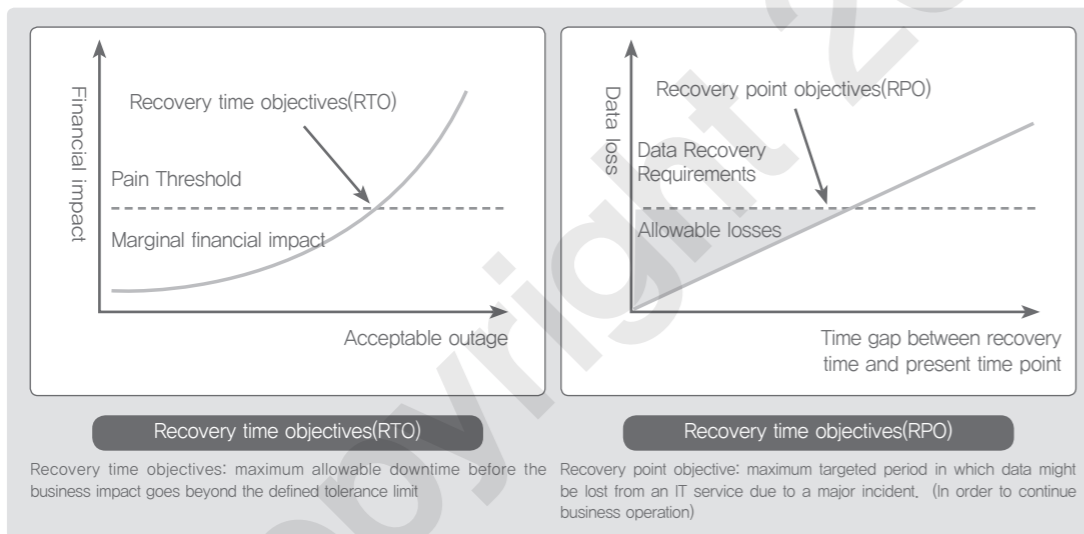 Financial impact
Recovery time objectives(RTO)
Pain Threshold
Marginal financial impact
Acceptable outage
Data loss
Recovery point objectives(RPO)
Data Recovery
Requirements
Allowable losses
Time gap between recovery
time and present time point
Recovery time objectives(RTO)
Recovery time objectives: maximum allowable downtime before the
business impact goes beyond the defined tolerance limit
Recovery time objectives(RPO)
Recovery point objective: maximum targeted period in which data might
be lost from an IT service due to a major incident. (In order to continue
business operation)
opyright 2